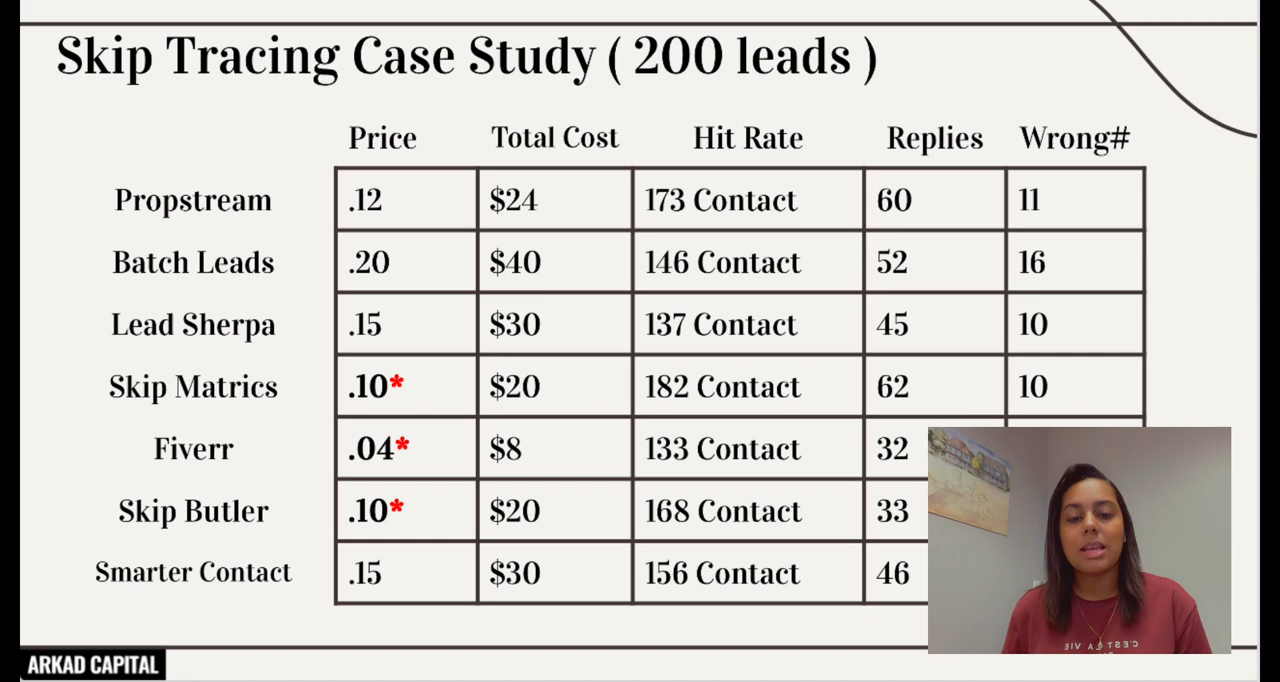 Skip Tracing Case Study ( 200 leads )
Price Total Cost Hit Rate Replies Wrong#
Propstream .12 $24 173 Contact 60 11
Batch Leads .20 $40 146 Contact 52 16
Lead Sherpa .15 $30 137 Contact 45 10
Skip Matrics .10* $20 182 Contact 62 10
Fiverr .04* $8 133 Contact 32
Skip Butler .10* $20 168 Contact 33
Smarter Contact .15 $30 156 Contact 46
C'EST LA VIE
ARKAD CAPITAL